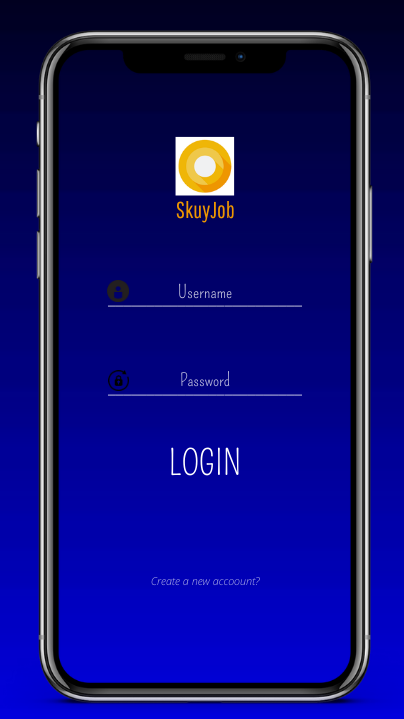 SkuyJob
Username
Password
LOGIN
Create a new accoount?